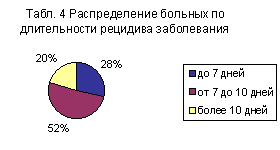 Табл. 4 Распределение больных по
длительности рецидива заболевания
20%
28%
52%
до 7 дней
от 7 до 10 дней
более 10 дней